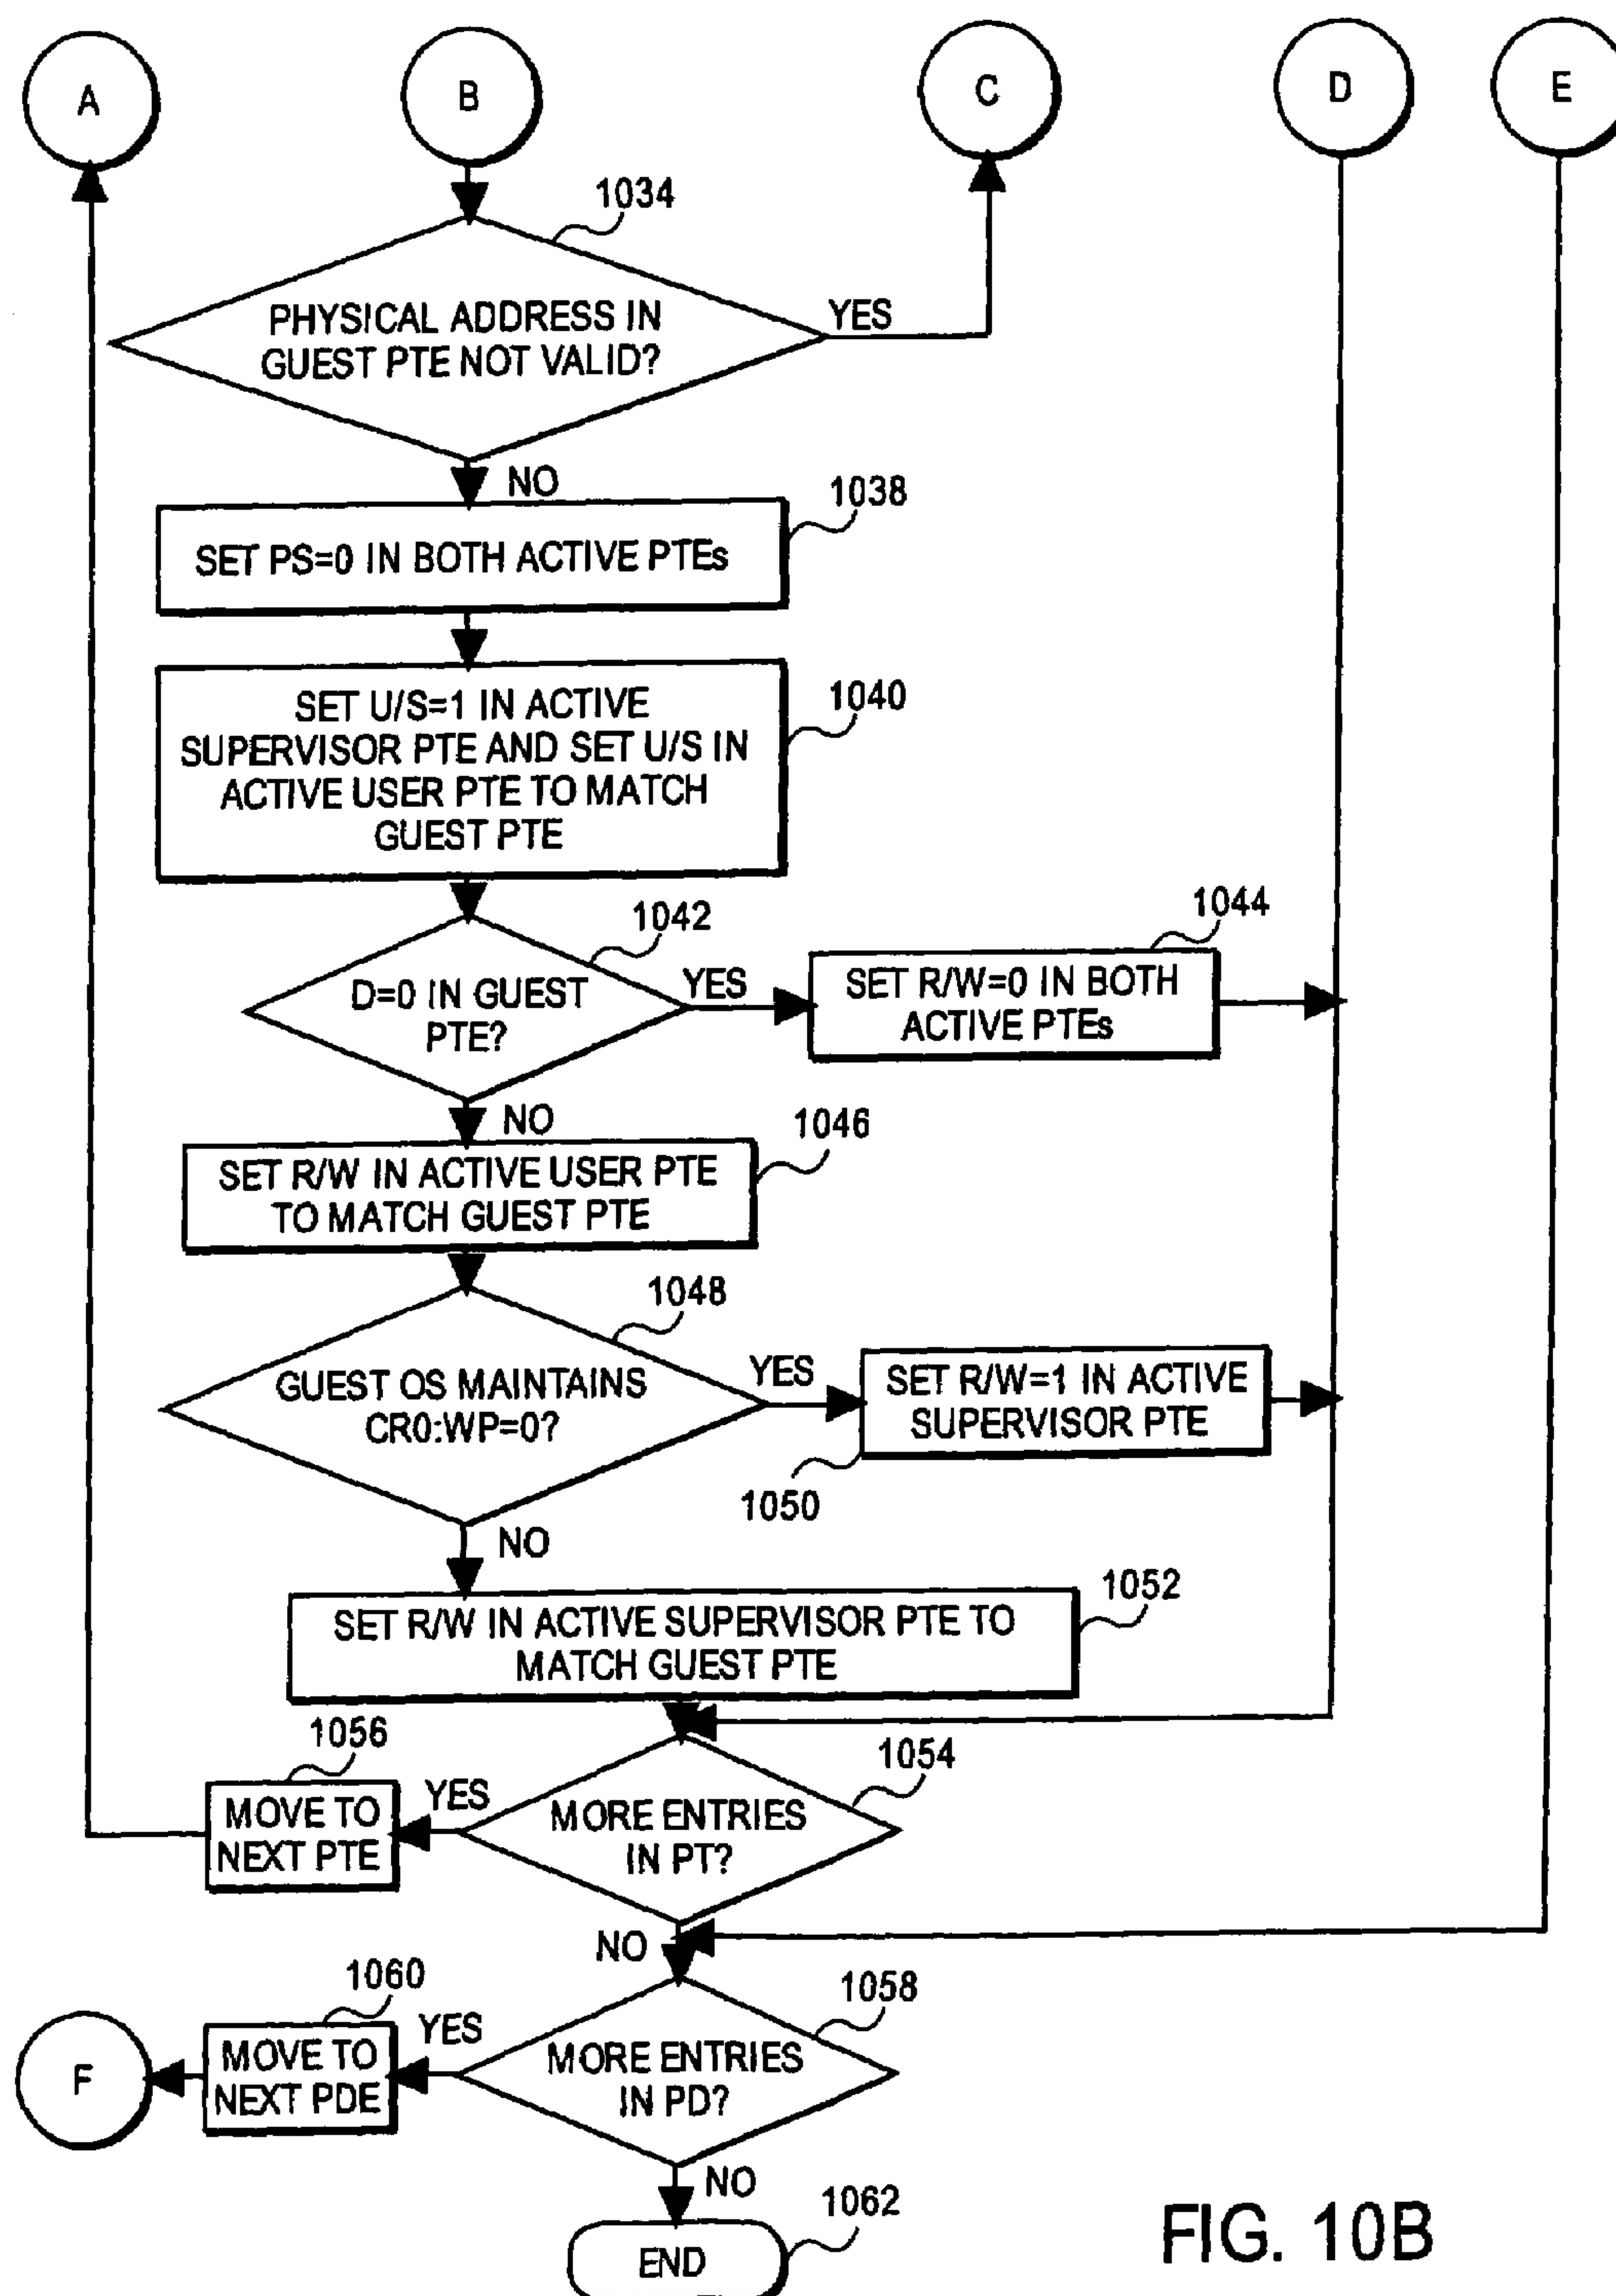 A
B
C
D
E
1034
PHYSICAL ADDRESS IN
GUEST PTE NOT VALID?
YES
NO
1038
SET PS=0 IN BOTH ACTIVE PTEs
1040
SET U/S=1 IN ACTIVE
SUPERVISOR PTE AND SET U/S IN
ACTIVE USER PTE TO MATCH
GUEST PTE
1042
D=0 IN GUEST
PTE?
YES
1044
SET R/W=0 IN BOTH
ACTIVE PTEs
NO
1046
SET R/W IN ACTIVE USER PTE
TO MATCH GUEST PTE
1048
GUEST OS MAINTAINS
CR0:WP=0?
YES
SET R/W=1 IN ACTIVE
SUPERVISOR PTE
1050
NO
1052
SET R/W IN ACTIVE SUPERVISOR PTE TO
MATCH GUEST PTE
1054
MORE ENTRIES
IN PT?
YES
1056
MOVE TO
NEXT PTE
NO
1058
MORE ENTRIES
IN PD?
YES
1060
MOVE TO
NEXT PDE
F
NO
1062
END
FIG. 10B